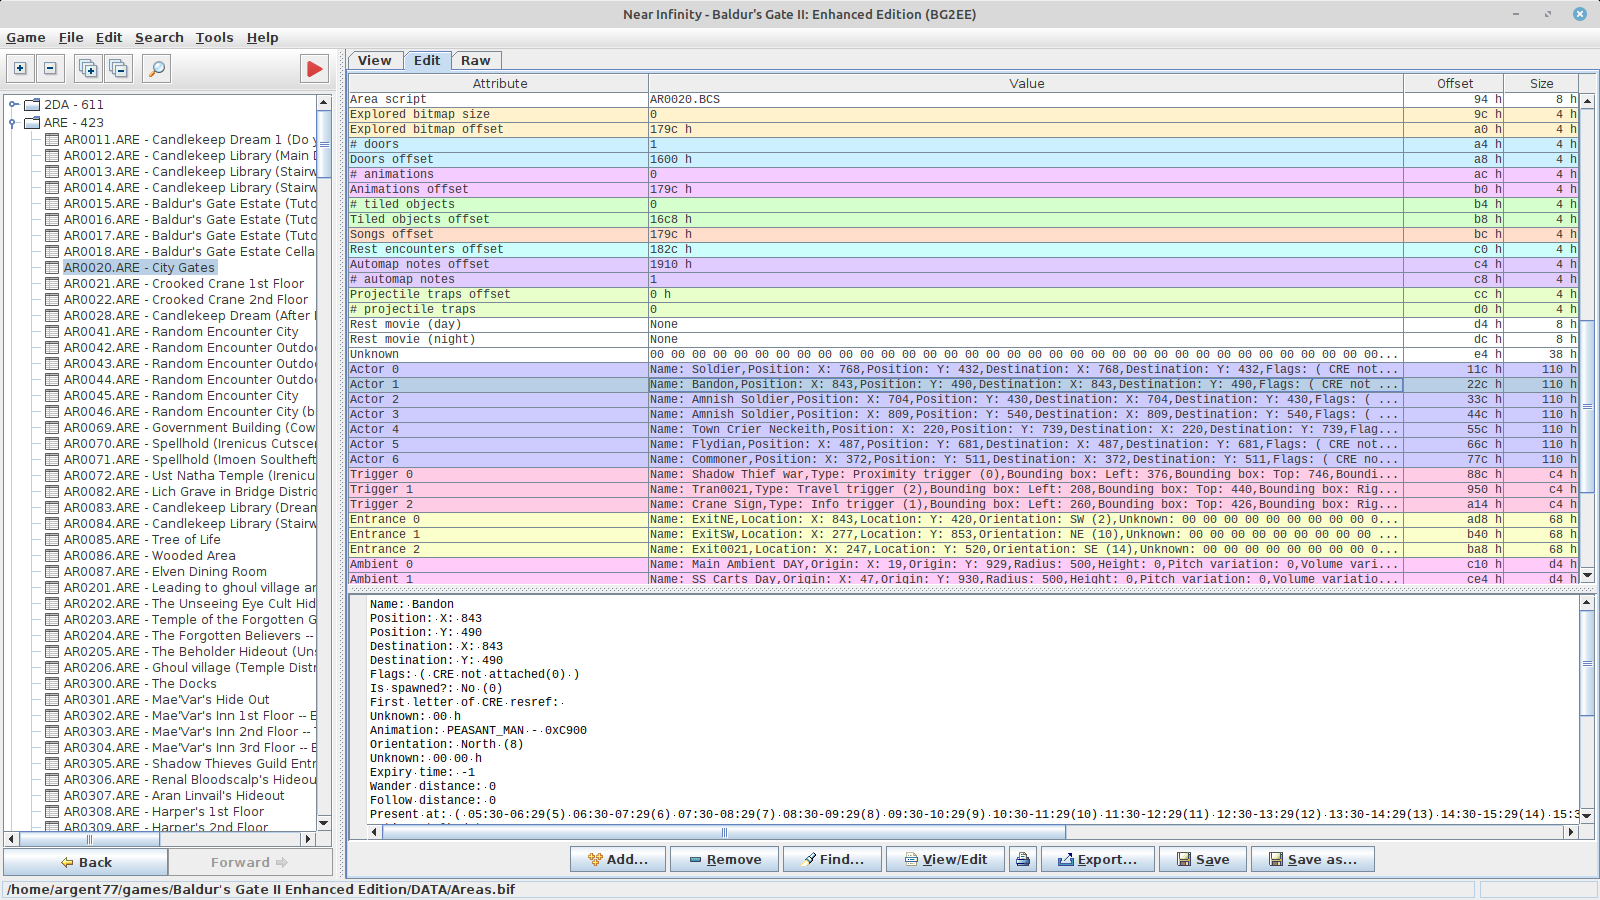 Near Infinity - Baldur's Gate II: Enhanced Edition (BG2EE)
Game File Edit Search Tools Help
2DA - 611
ARE - 423
AR0011.ARE - Candlekeep Dream 1 (Do y
AR0012.ARE - Candlekeep Library (Main D
AR0013.ARE - Candlekeep Library (Stairw
AR0014.ARE - Candlekeep Library (Stairw
AR0015.ARE - Baldur's Gate Estate (Tuto
AR0016.ARE - Baldur's Gate Estate (Tuto
AR0017.ARE - Baldur's Gate Estate (Tuto
AR0018.ARE - Baldur's Gate Estate Cella
AR0020.ARE - City Gates
AR0021.ARE - Crooked Crane 1st Floor
AR0022.ARE - Crooked Crane 2nd Floor
AR0028.ARE - Candlekeep Dream (After
AR0041.ARE - Random Encounter City
AR0042.ARE - Random Encounter Outdo
AR0043.ARE - Random Encounter Outdo
AR0044.ARE - Random Encounter Outdo
AR0045.ARE - Random Encounter City
AR0046.ARE - Random Encounter City (b
AR0069.ARE - Government Building (Cow
AR0070.ARE - Spellhold (Irenicus Cutscer
AR0071.ARE - Spellhold (Imoen Soultheft
AR0072.ARE - Ust Natha Temple (Irenicu
AR0082.ARE - Lich Grave in Bridge Distric
AR0083.ARE - Candlekeep Library (Dream
AR0084.ARE - Candlekeep Library (Stairw
AR0085.ARE - Tree of Life
AR0086.ARE - Wooded Area
AR0087.ARE - Elven Dining Room
AR0201.ARE - Leading to ghoul village ar
AR0202.ARE - The Unseeing Eye Cult Hid
AR0203.ARE - Temple of the Forgotten G
AR0204.ARE - The Forgotten Believers --
AR0205.ARE - The Beholder Hideout (Un
AR0206.ARE - Ghoul village (Temple Distr
AR0300.ARE - The Docks
AR0301.ARE - Mae'Var's Hide Out
AR0302.ARE - Mae'Var's Inn 1st Floor -- E
AR0303.ARE - Mae'Var's Inn 2nd Floor --
AR0304.ARE - Mae'Var's Inn 3rd Floor -- E
AR0305.ARE - Shadow Thieves Guild Entr
AR0306.ARE - Renal Bloodscalp's Hideou
AR0307.ARE - Aran Linvail's Hideout
AR0308.ARE - Harper's 1st Floor
AR0309.ARE - Harper's 2nd Floor
Back Forward
View Edit Raw
Attribute Value Offset Size
Area script AR0020.BCS 94 h 8 h
Explored bitmap size 0 9c h 4 h
Explored bitmap offset 179c h a0 h 4 h
# doors 1 a4 h 4 h
Doors offset 1600 h a8 h 4 h
# animations 0 ac h 4 h
Animations offset 179c h b0 h 4 h
# tiled objects 0 b4 h 4 h
Tiled objects offset 16c8 h b8 h 4 h
Songs offset 179c h bc h 4 h
Rest encounters offset 182c h c0 h 4 h
Automap notes offset 1910 h c4 h 4 h
# automap notes 1 c8 h 4 h
Projectile traps offset 0 h cc h 4 h
# projectile traps 0 d0 h 4 h
Rest movie (day) None d4 h 8 h
Rest movie (night) None dc h 8 h
Unknown 00 00 00 00 00 00 00 00 00 00 00 00 00 00 00 00 00 00 00 00 00 00 00 00 00 00 00 00 00 00 00 00 00 00 00... e4 h 38 h
Actor 0 Name: Soldier,Position: X: 768,Position: Y: 432,Destination: X: 768,Destination: Y: 432,Flags: ( CRE not... 11c h 110 h
Actor 1 Name: Bandon,Position: X: 843,Position: Y: 490,Destination: X: 843,Destination: Y: 490,Flags: ( CRE not ... 22c h 110 h
Actor 2 Name: Amnish Soldier,Position: X: 704,Position: Y: 430,Destination: X: 704,Destination: Y: 430,Flags: ( ... 33c h 110 h
Actor 3 Name: Amnish Soldier,Position: X: 809,Position: Y: 540,Destination: X: 809,Destination: Y: 540,Flags: ( ... 44c h 110 h
Actor 4 Name: Town Crier Neckeith,Position: X: 220,Position: Y: 739,Destination: X: 220,Destination: Y: 739,Flag... 55c h 110 h
Actor 5 Name: Flydian,Position: X: 487,Position: Y: 681,Destination: X: 487,Destination: Y: 681,Flags: ( CRE not... 66c h 110 h
Actor 6 Name: Commoner,Position: X: 372,Position: Y: 511,Destination: X: 372,Destination: Y: 511,Flags: ( CRE no... 77c h 110 h
Trigger 0 Name: Shadow Thief war,Type: Proximity trigger (0),Bounding box: Left: 376,Bounding box: Top: 746,Boundi... 88c h c4 h
Trigger 1 Name: Tran0021,Type: Travel trigger (2),Bounding box: Left: 208,Bounding box: Top: 440,Bounding box: Rig... 950 h c4 h
Trigger 2 Name: Crane Sign,Type: Info trigger (1),Bounding box: Left: 260,Bounding box: Top: 426,Bounding box: Rig... a14 h c4 h
Entrance 0 Name: ExitNE,Location: X: 843,Location: Y: 420,Orientation: SW (2),Unknown: 00 00 00 00 00 00 00 00 00 0... ad8 h 68 h
Entrance 1 Name: ExitSW,Location: X: 277,Location: Y: 853,Orientation: NE (10),Unknown: 00 00 00 00 00 00 00 00 00 ... b40 h 68 h
Entrance 2 Name: Exit0021,Location: X: 247,Location: Y: 520,Orientation: SE (14),Unknown: 00 00 00 00 00 00 00 00 0... ba8 h 68 h
Ambient 0 Name: Main Ambient DAY,Origin: X: 19,Origin: Y: 929,Radius: 500,Height: 0,Pitch variation: 0,Volume vari... c10 h d4 h
Ambient 1 Name: SS Carts Day,Origin: X: 47,Origin: Y: 930,Radius: 500,Height: 0,Pitch variation: 0,Volume variatio... ce4 h d4 h
Name: Bandon
Position: X: 843
Position: Y: 490
Destination: X: 843
Destination: Y: 490
Flags: ( CRE not attached(0) )
Is spawned?: No (0)
First letter of CRE resref:
Unknown: 00 h
Animation: PEASANT_MAN - 0xC900
Orientation: North (8)
Unknown: 00 00 h
Expiry time: -1
Wander distance: 0
Follow distance: 0
Present at: ( 05:30-06:29(5) 06:30-07:29(6) 07:30-08:29(7) 08:30-09:29(8) 09:30-10:29(9) 10:30-11:29(10) 11:30-12:29(11) 12:30-13:29(12) 13:30-14:29(13) 14:30-15:29(14) 15:3
Add... Remove Find... View/Edit Export... Save Save as...
/home/argent77/games/Baldur's Gate II Enhanced Edition/DATA/Areas.bif